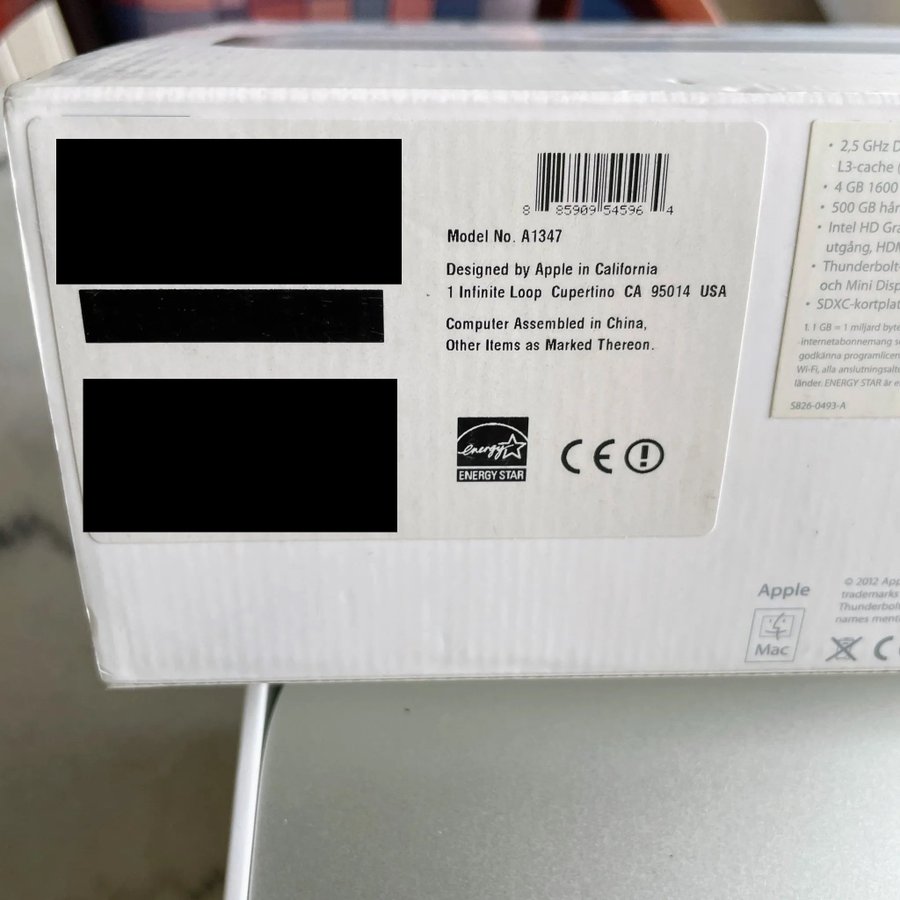 8 85909 54596 4
Model No. A1347
Designed by Apple in California
1 Infinite Loop Cupertino CA 95014 USA
Computer Assembled in China,
Other Items as Marked Thereon.
energy
ENERGY STAR
CE
• 2,5 GHz D
L3-cache (
• 4 GB 1600
• 500 GB hår
• Intel HD Gra
utgång, HDM
• Thunderbolt-
och Mini Disp
• SDXC-kortplat
1. 1 GB = 1 miljard byte
internetabonnemang s
godkänna programlicen
Wi-Fi, alla anslutningsalte
länder. ENERGY STAR är e
S826-0493-A
Apple
Mac
© 2012 App
trademarks
Thunderbol
names menti
C